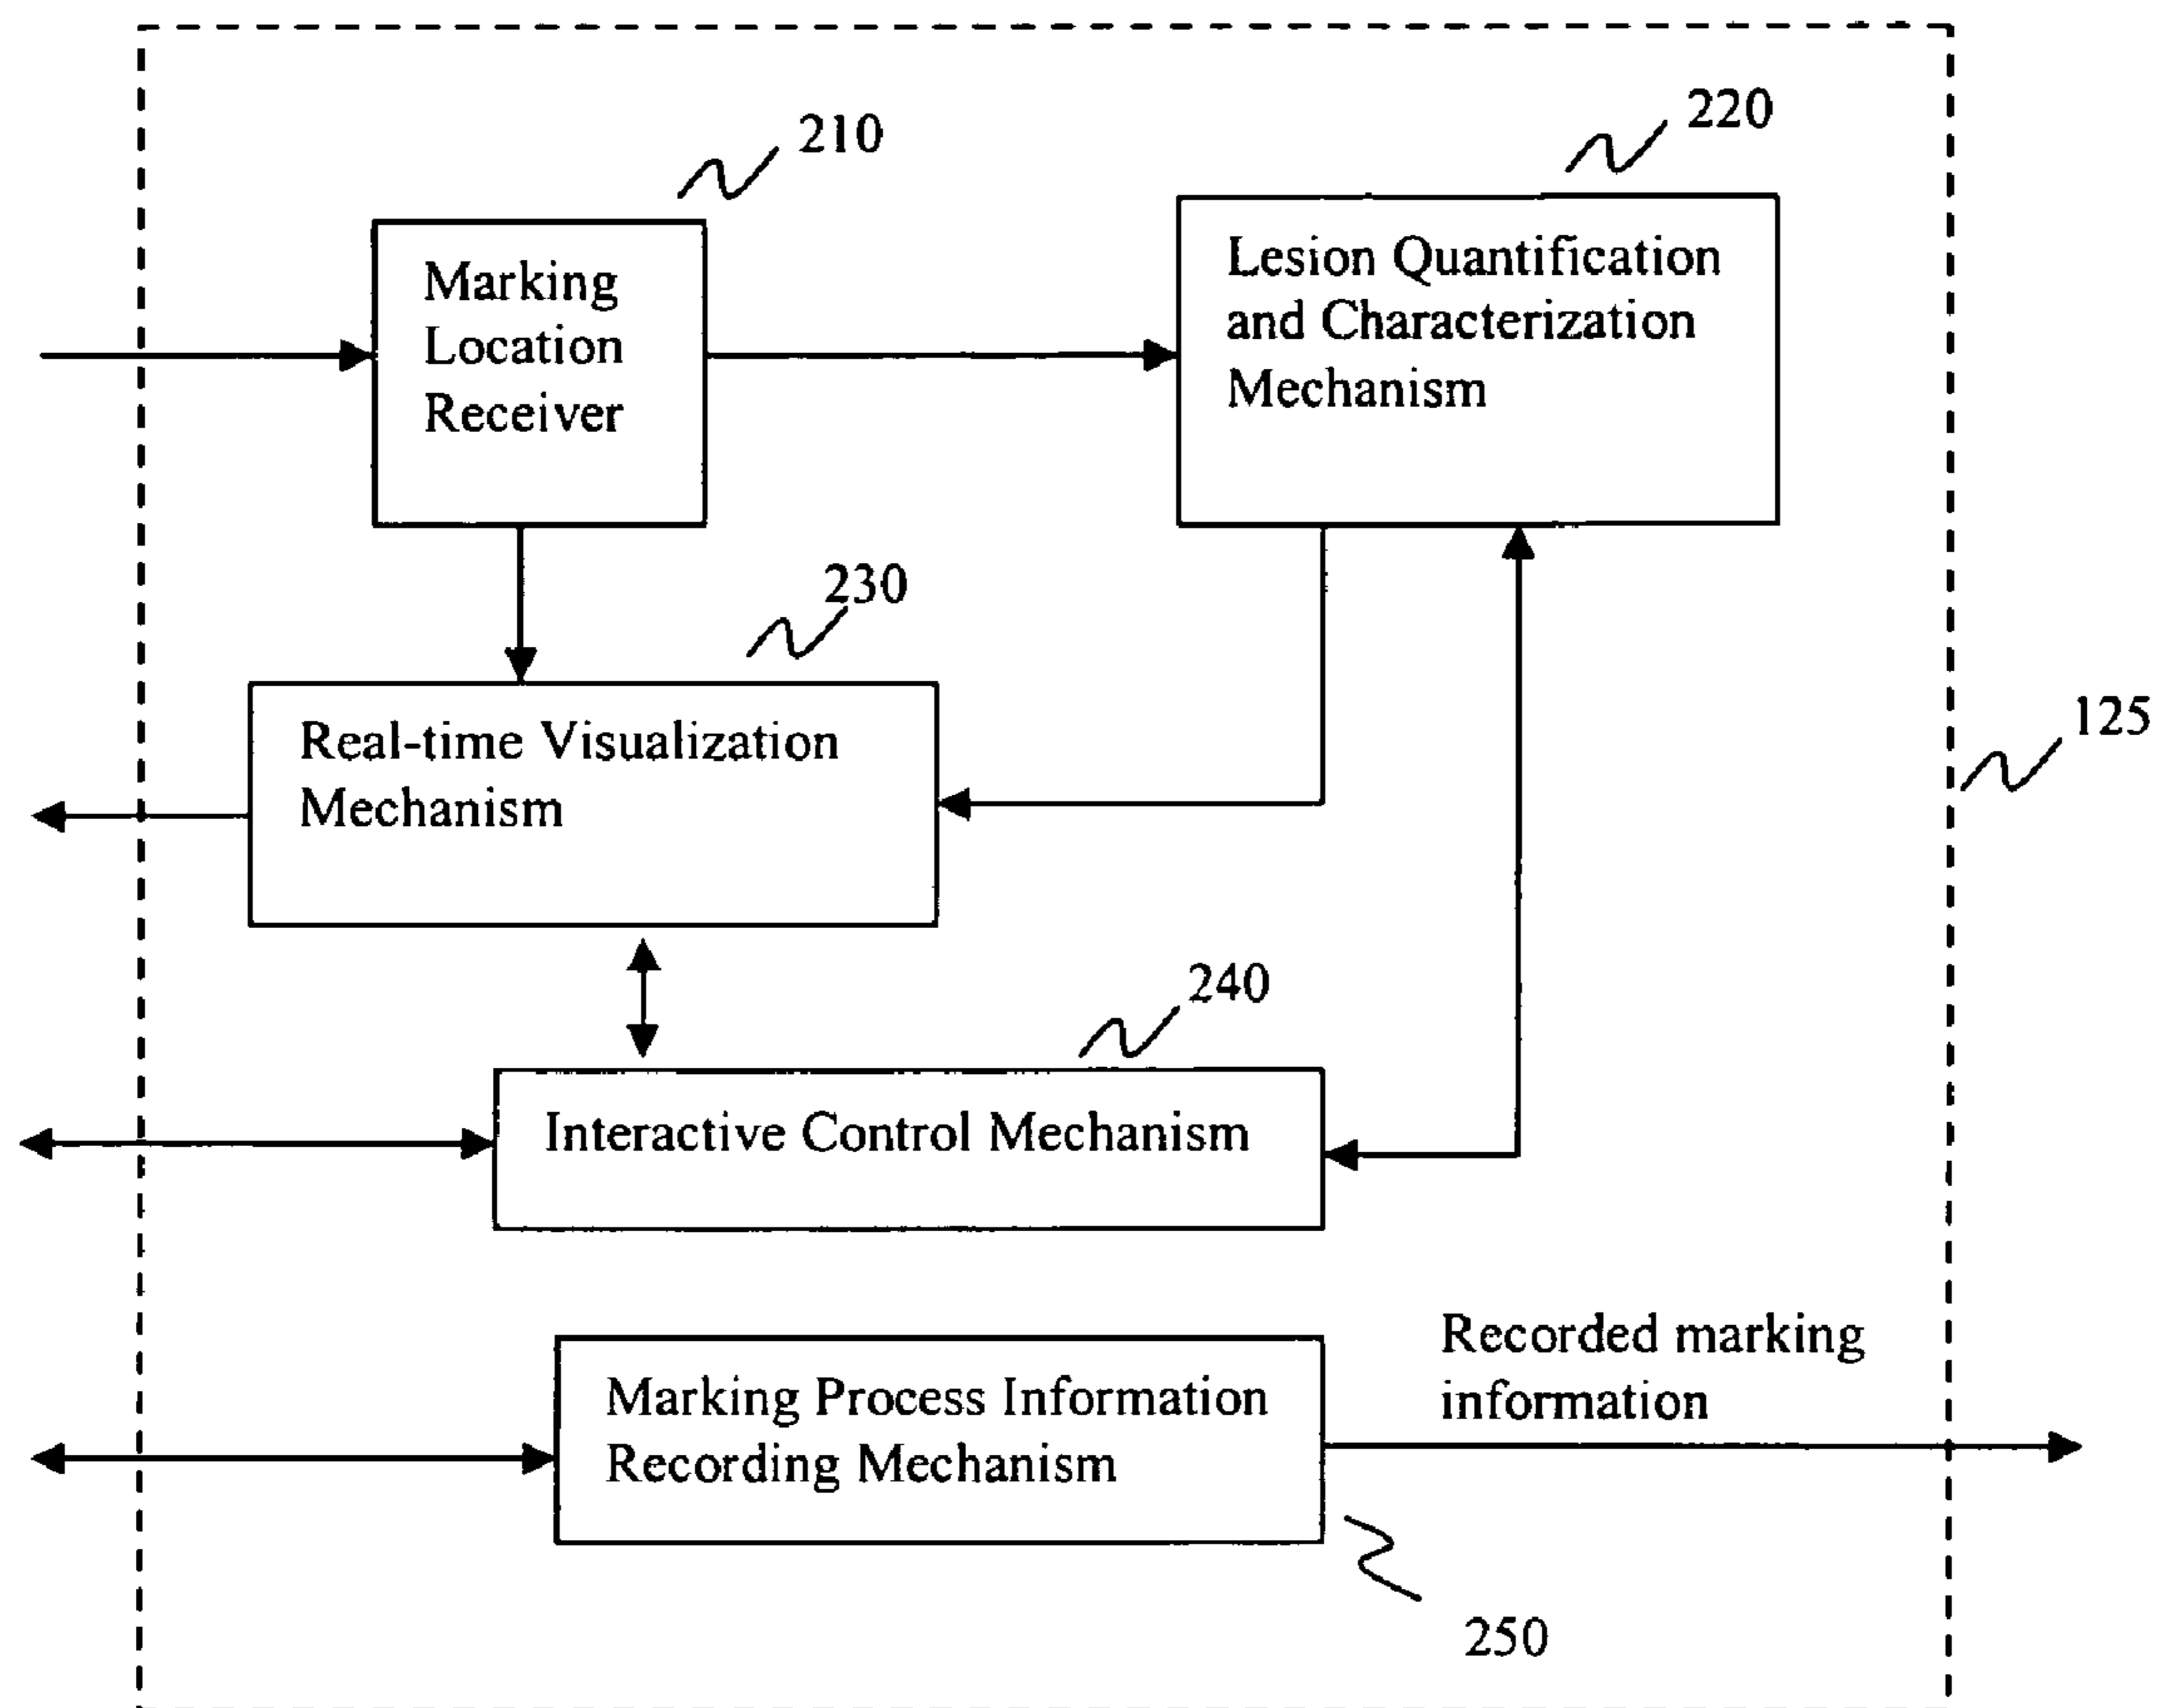 210
220
Marking
Location
Receiver
Lesion Quantification
and Characterization
Mechanism
230
125
Real-time Visualization
Mechanism
240
Interactive Control Mechanism
Recorded marking
information
Marking Process Information
Recording Mechanism
250